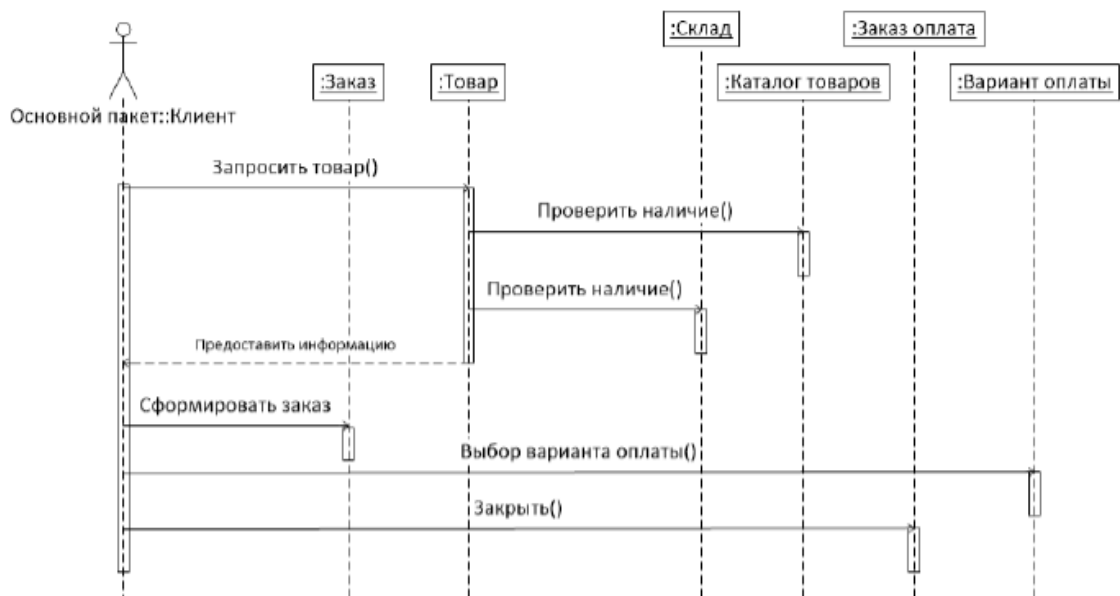 :Склад
:Заказ оплата
:Заказ
:Товар
:Каталог товаров
:Вариант оплаты
Основной пакет::Клиент
Запросить товар()
Проверить наличие()
Проверить наличие()
Предоставить информацию
Сформировать заказ
Выбор варианта оплаты()
Закрыть()